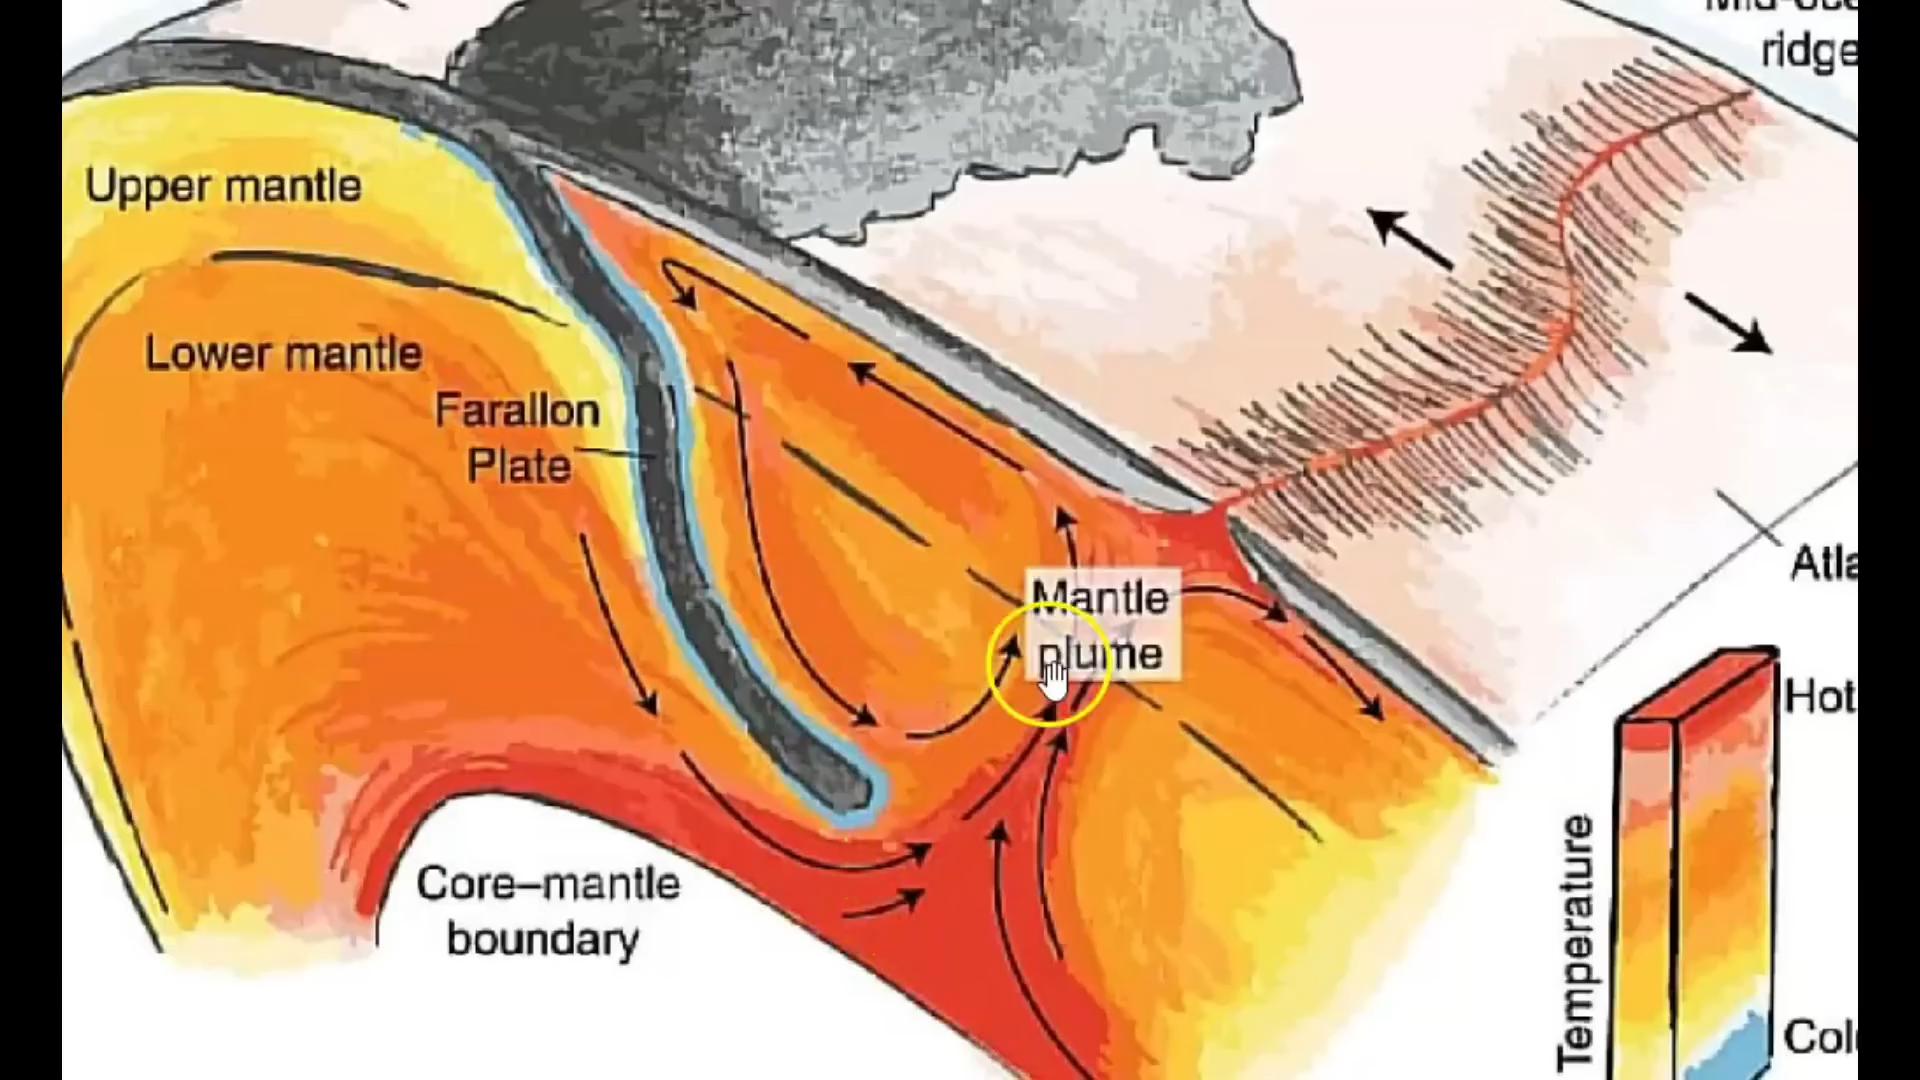 ridge
Upper mantle
Lower mantle
Farallon
Plate
Mantle
plume
Hot
Core–mantle
boundary
Temperature